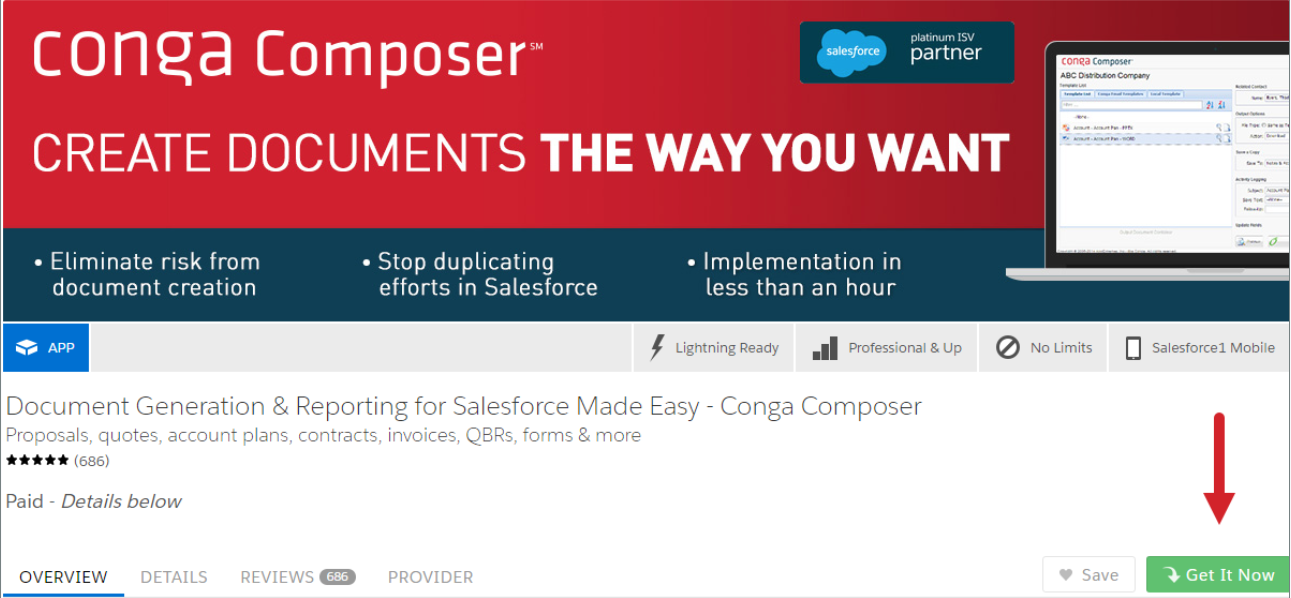 conga Composer℠
salesforce
platinum ISV
partner
CREATE DOCUMENTS THE WAY YOU WANT
conga Composer
ABC Distribution Company
Template List
• Eliminate risk from
document creation
• Stop duplicating
efforts in Salesforce
• Implementation in
less than an hour
APP
Lightning Ready
Professional & Up
No Limits
Salesforce1 Mobile
Document Generation & Reporting for Salesforce Made Easy - Conga Composer
Proposals, quotes, account plans, contracts, invoices, QBRs, forms & more
★★★★★ (686)
Paid - Details below
OVERVIEW DETAILS REVIEWS 686 PROVIDER
Save
Get It Now